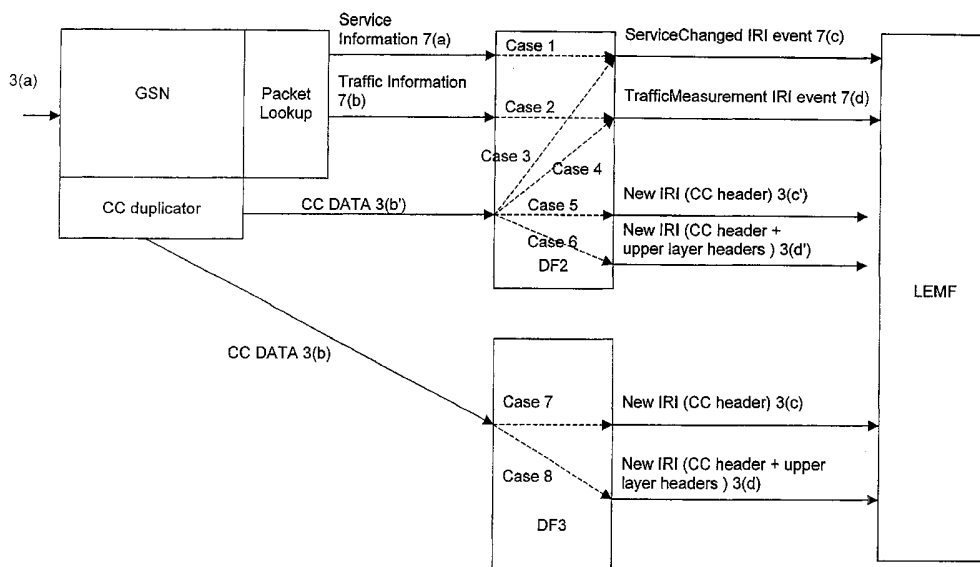 Service
Information 7(a)
Case 1
ServiceChanged IRI event 7(c)
3(a)
GSN
Packet
Lookup
Traffic Information
7(b)
Case 2
TrafficMeasurement IRI event 7(d)
Case 3
Case 4
CC duplicator
CC DATA 3(b')
Case 5
New IRI (CC header) 3(c')
Case 6
New IRI (CC header +
upper layer headers ) 3(d')
DF2
LEMF
CC DATA 3(b)
Case 7
New IRI (CC header) 3(c)
Case 8
New IRI (CC header + upper
layer headers ) 3(d)
DF3